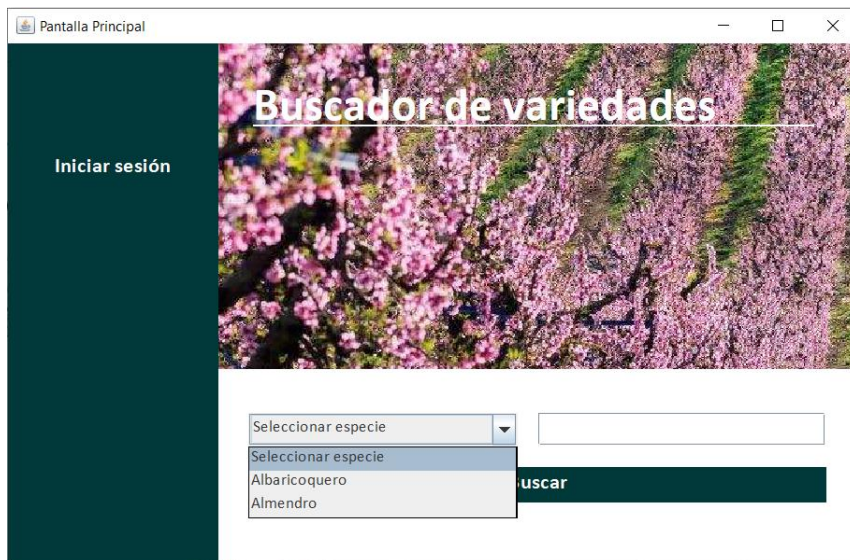 Pantalla Principal
Buscador de variedades
Iniciar sesión
Seleccionar especie
Seleccionar especie
Albaricoquero
Almendro
uscar